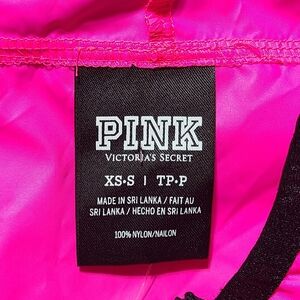 PINK
VICTORIA'S SECRET
XS•S | TP•P
MADE IN SRI LANKA / FAIT AU
SRI LANKA / HECHO EN SRI LANKA
100% NYLON/NAILON